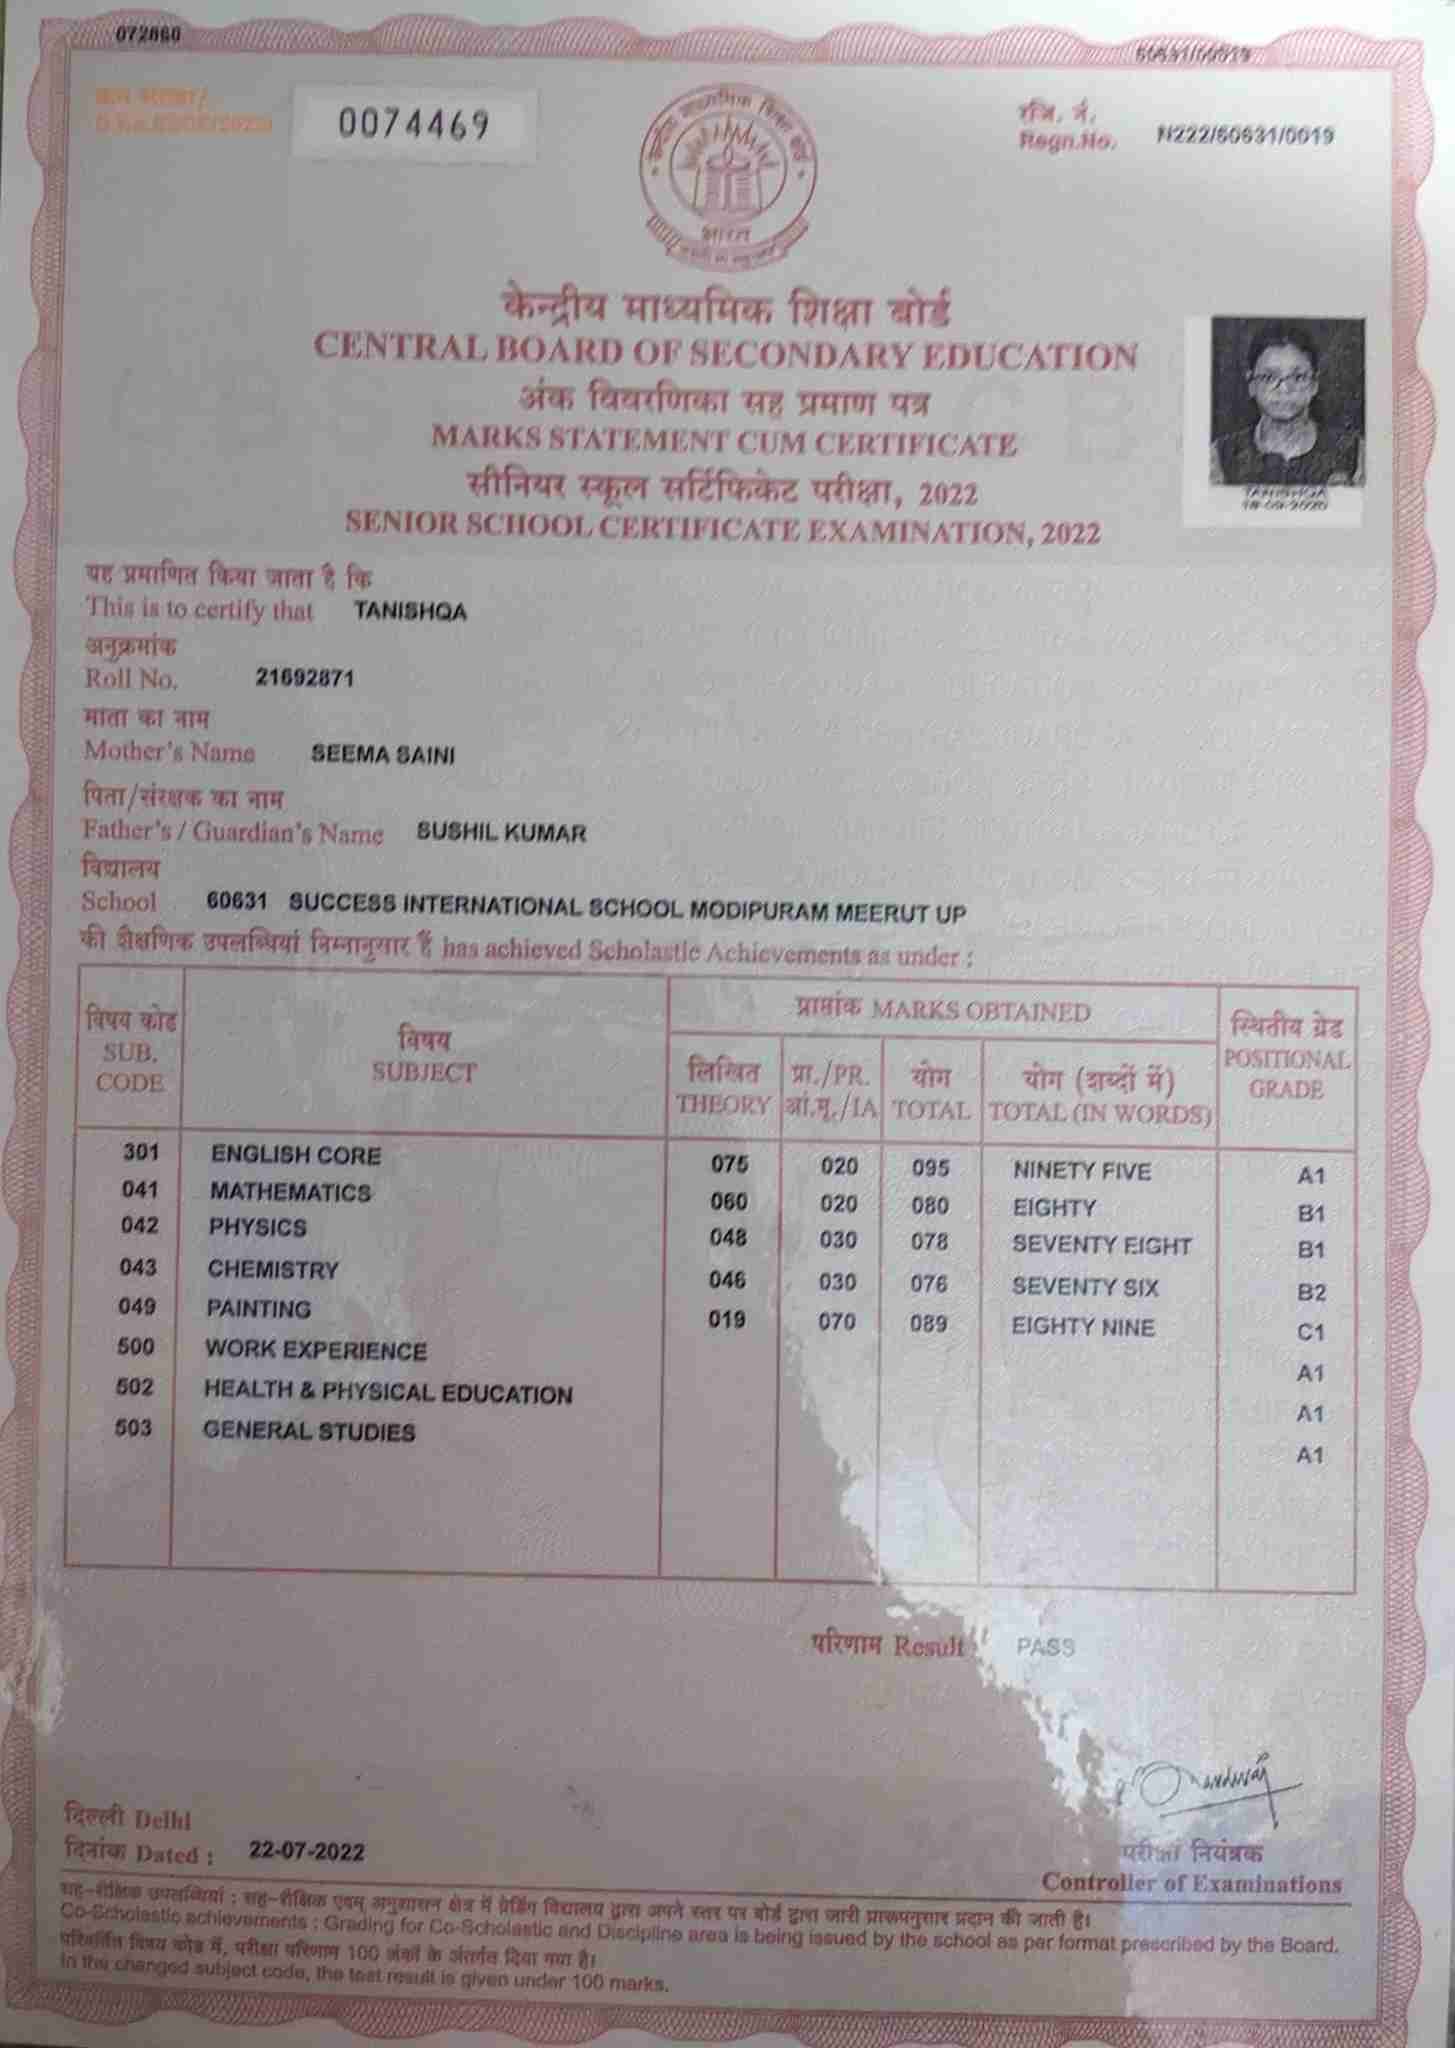 072860
60631/0019
0074469
रजि. नं.
Regn.No. N222/60631/0019
भारत
केन्द्रीय माध्यमिक शिक्षा बोर्ड
CENTRAL BOARD OF SECONDARY EDUCATION
अंक विवरणिका सह प्रमाण पत्र
MARKS STATEMENT CUM CERTIFICATE
सीनियर स्कूल सर्टिफिकेट परीक्षा, 2022
SENIOR SCHOOL CERTIFICATE EXAMINATION, 2022
TANISHQA
18-09-2020
यह प्रमाणित किया जाता है कि
This is to certify that TANISHQA
अनुक्रमांक
Roll No. 21692871
माता का नाम
Mother's Name SEEMA SAINI
पिता/संरक्षक का नाम
Father's / Guardian's Name SUSHIL KUMAR
विद्यालय
School 60631 SUCCESS INTERNATIONAL SCHOOL MODIPURAM MEERUT UP
की शैक्षणिक उपलब्धियां निम्नानुसार हैं has achieved Scholastic Achievements as under :
विषय कोड SUB. CODE
विषय SUBJECT
प्राप्तांक MARKS OBTAINED
लिखित THEORY
प्रा./PR. आं.मू./IA
योग TOTAL
योग (शब्दों में) TOTAL (IN WORDS)
स्थितीय ग्रेड POSITIONAL GRADE
301 ENGLISH CORE 075 020 095 NINETY FIVE A1
041 MATHEMATICS 060 020 080 EIGHTY B1
042 PHYSICS 048 030 078 SEVENTY EIGHT B1
043 CHEMISTRY 046 030 076 SEVENTY SIX B2
049 PAINTING 019 070 089 EIGHTY NINE C1
500 WORK EXPERIENCE A1
502 HEALTH & PHYSICAL EDUCATION A1
503 GENERAL STUDIES A1
परिणाम Result : PASS
दिल्ली Delhi
दिनांक Dated : 22-07-2022
परीक्षा नियंत्रक
Controller of Examinations
सह-शैक्षिक उपलब्धियां : सह-शैक्षिक एवम् अनुशासन क्षेत्र में ग्रेडिंग विद्यालय द्वारा अपने स्तर पर बोर्ड द्वारा जारी प्रारूपनुसार प्रदान की जाती है।
Co-Scholastic achievements : Grading for Co-Scholastic and Discipline area is being issued by the school as per format prescribed by the Board.
परिवर्तित विषय कोड में, परीक्षा परिणाम 100 अंकों के अंतर्गत दिया गया है।
In the changed subject code, the test result is given under 100 marks.